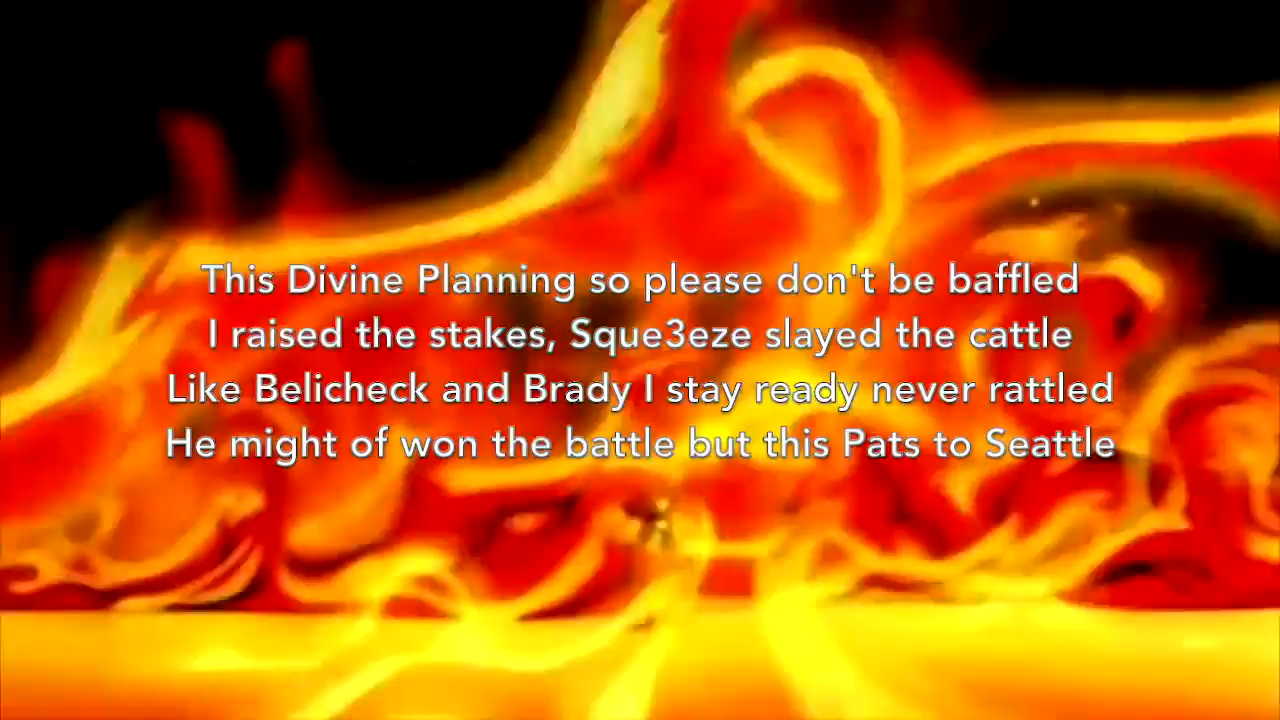 This Divine Planning so please don't be baffled
I raised the stakes, Sque3eze slayed the cattle
Like Belicheck and Brady I stay ready never rattled
He might of won the battle but this Pats to Seattle